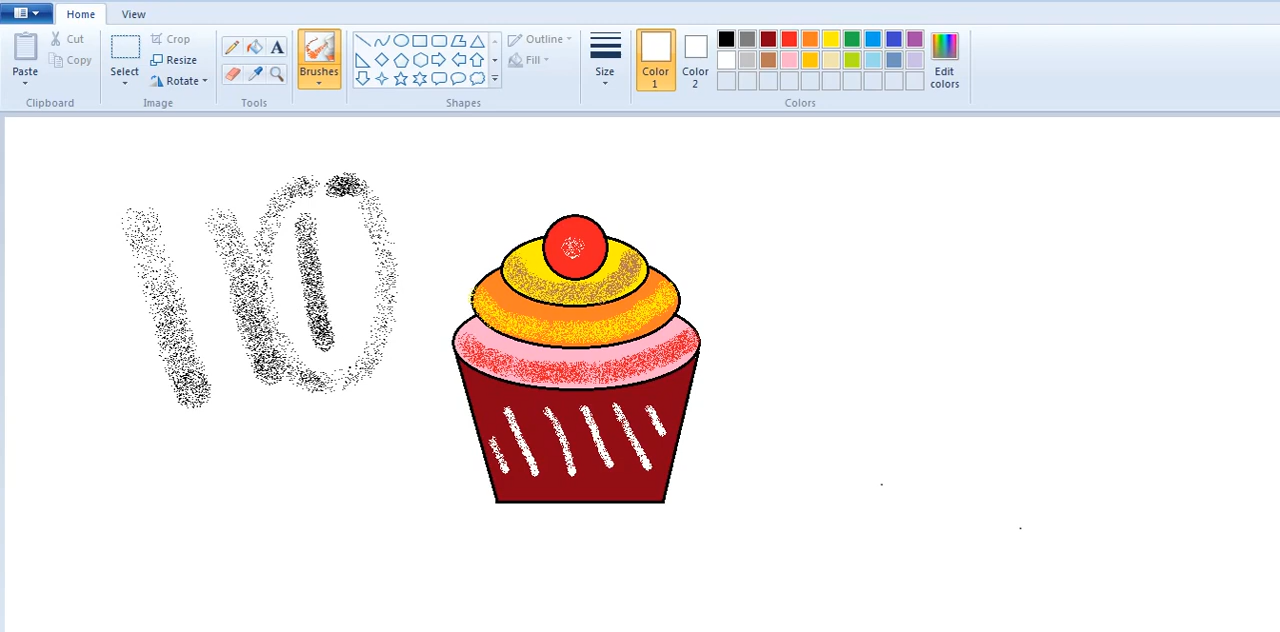 Home View
Paste Cut Copy Select Crop Resize Rotate A Brushes Outline Fill Size Color 1 Color 2 Edit colors
Clipboard Image Tools Shapes Colors